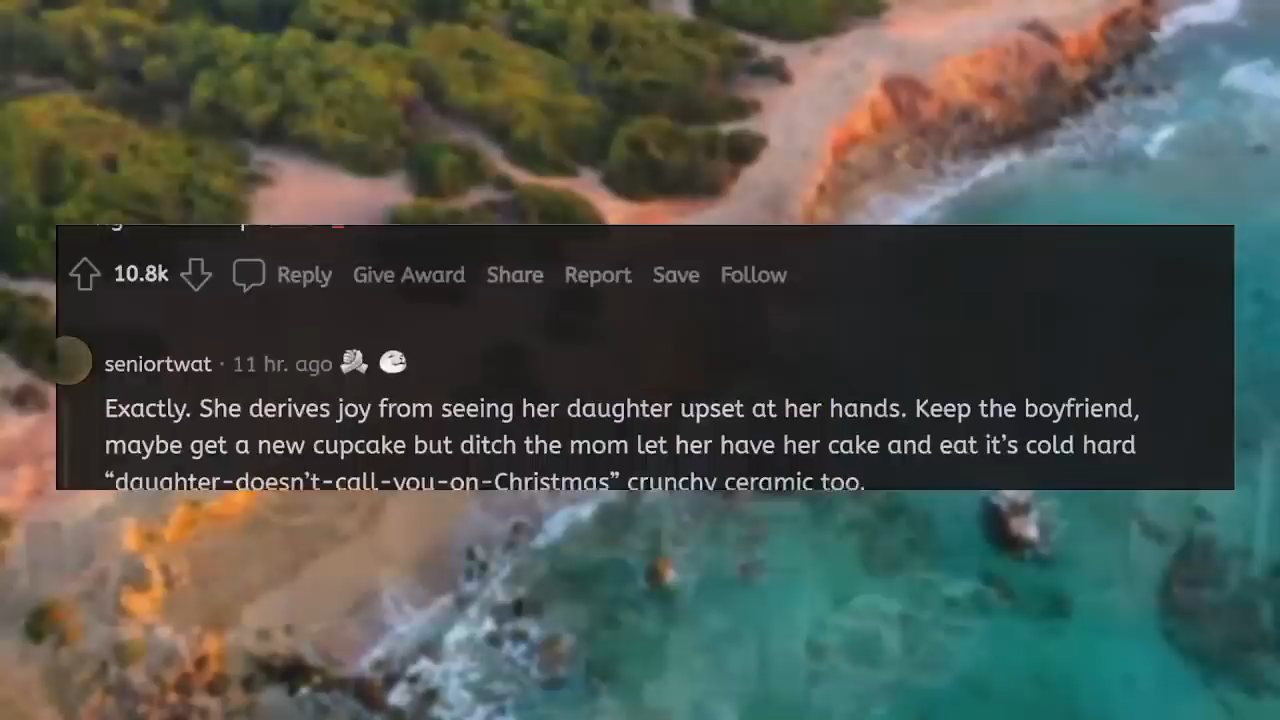 10.8k Reply Give Award Share Report Save Follow
seniortwat · 11 hr. ago
Exactly. She derives joy from seeing her daughter upset at her hands. Keep the boyfriend,
maybe get a new cupcake but ditch the mom let her have her cake and eat it’s cold hard
“daughter-doesn’t-call-you-on-Christmas” crunchy ceramic too.